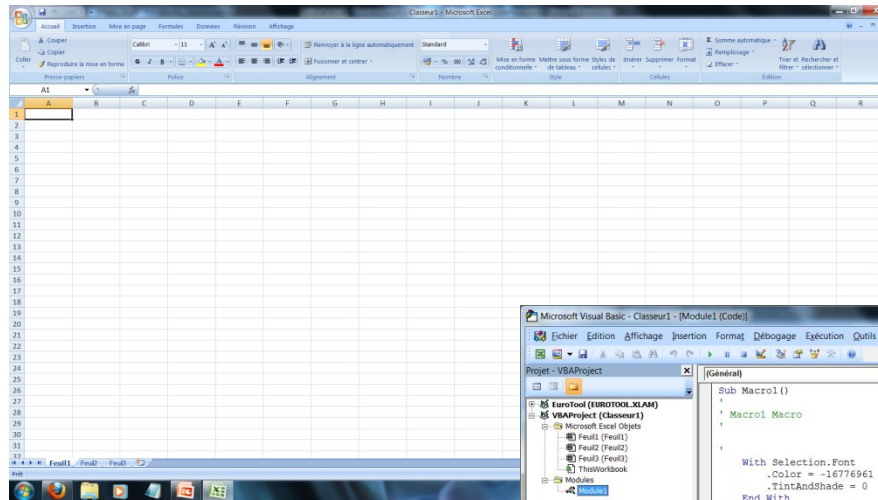 Classeur1 - Microsoft Excel
Accueil Insertion Mise en page Formules Données Révision Affichage
Coller
Couper
Copier
Reproduire la mise en forme
Presse-papiers
Calibri 11
G I S
Police
Renvoyer à la ligne automatiquement
Fusionner et centrer
Alignement
Standard
% 000
Nombre
Mise en forme conditionnelle
Mettre sous forme de tableau
Styles de cellules
Style
Insérer Supprimer Format
Cellules
Σ Somme automatique
Remplissage
Effacer
Trier et filtrer
Rechercher et sélectionner
Édition
A1 fx
A B C D E F G H I J K L M N O P Q R
1
2
3
4
5
6
7
8
9
10
11
12
13
14
15
16
17
18
19
20
21
22
23
24
25
26
27
28
29
30
31
32
Feuil1 Feuil2 Feuil3
Prêt
Microsoft Visual Basic - Classeur1 - [Module1 (Code)]
Fichier Edition Affichage Insertion Format Débogage Exécution Outils
Projet - VBAProject
EuroTool (EUROTOOL.XLAM)
VBAProject (Classeur1)
Microsoft Excel Objets
Feuil1 (Feuil1)
Feuil2 (Feuil2)
Feuil3 (Feuil3)
ThisWorkbook
Modules
Module1
(Général)
Sub Macro1()
'
' Macro1 Macro
'
'
With Selection.Font
.Color = -16776961
.TintAndShade = 0
End With